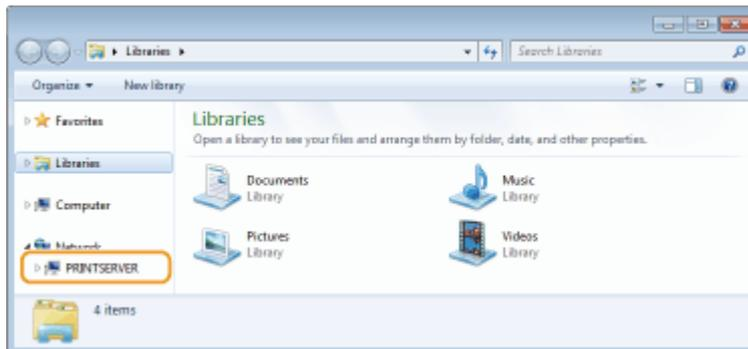 Libraries
Search Libraries
Organize
New library
Favorites
Libraries
Computer
Network
PRINTSERVER
Libraries
Open a library to see your files and arrange them by folder, date, and other properties.
Documents
Library
Music
Library
Pictures
Library
Videos
Library
4 items